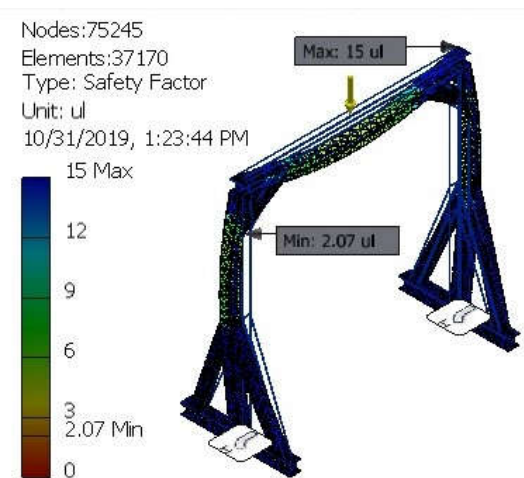 Nodes:75245
Elements:37170
Type: Safety Factor
Unit: ul
10/31/2019, 1:23:44 PM
15 Max
12
9
6
3
2.07 Min
0
Max: 15 ul
Min: 2.07 ul